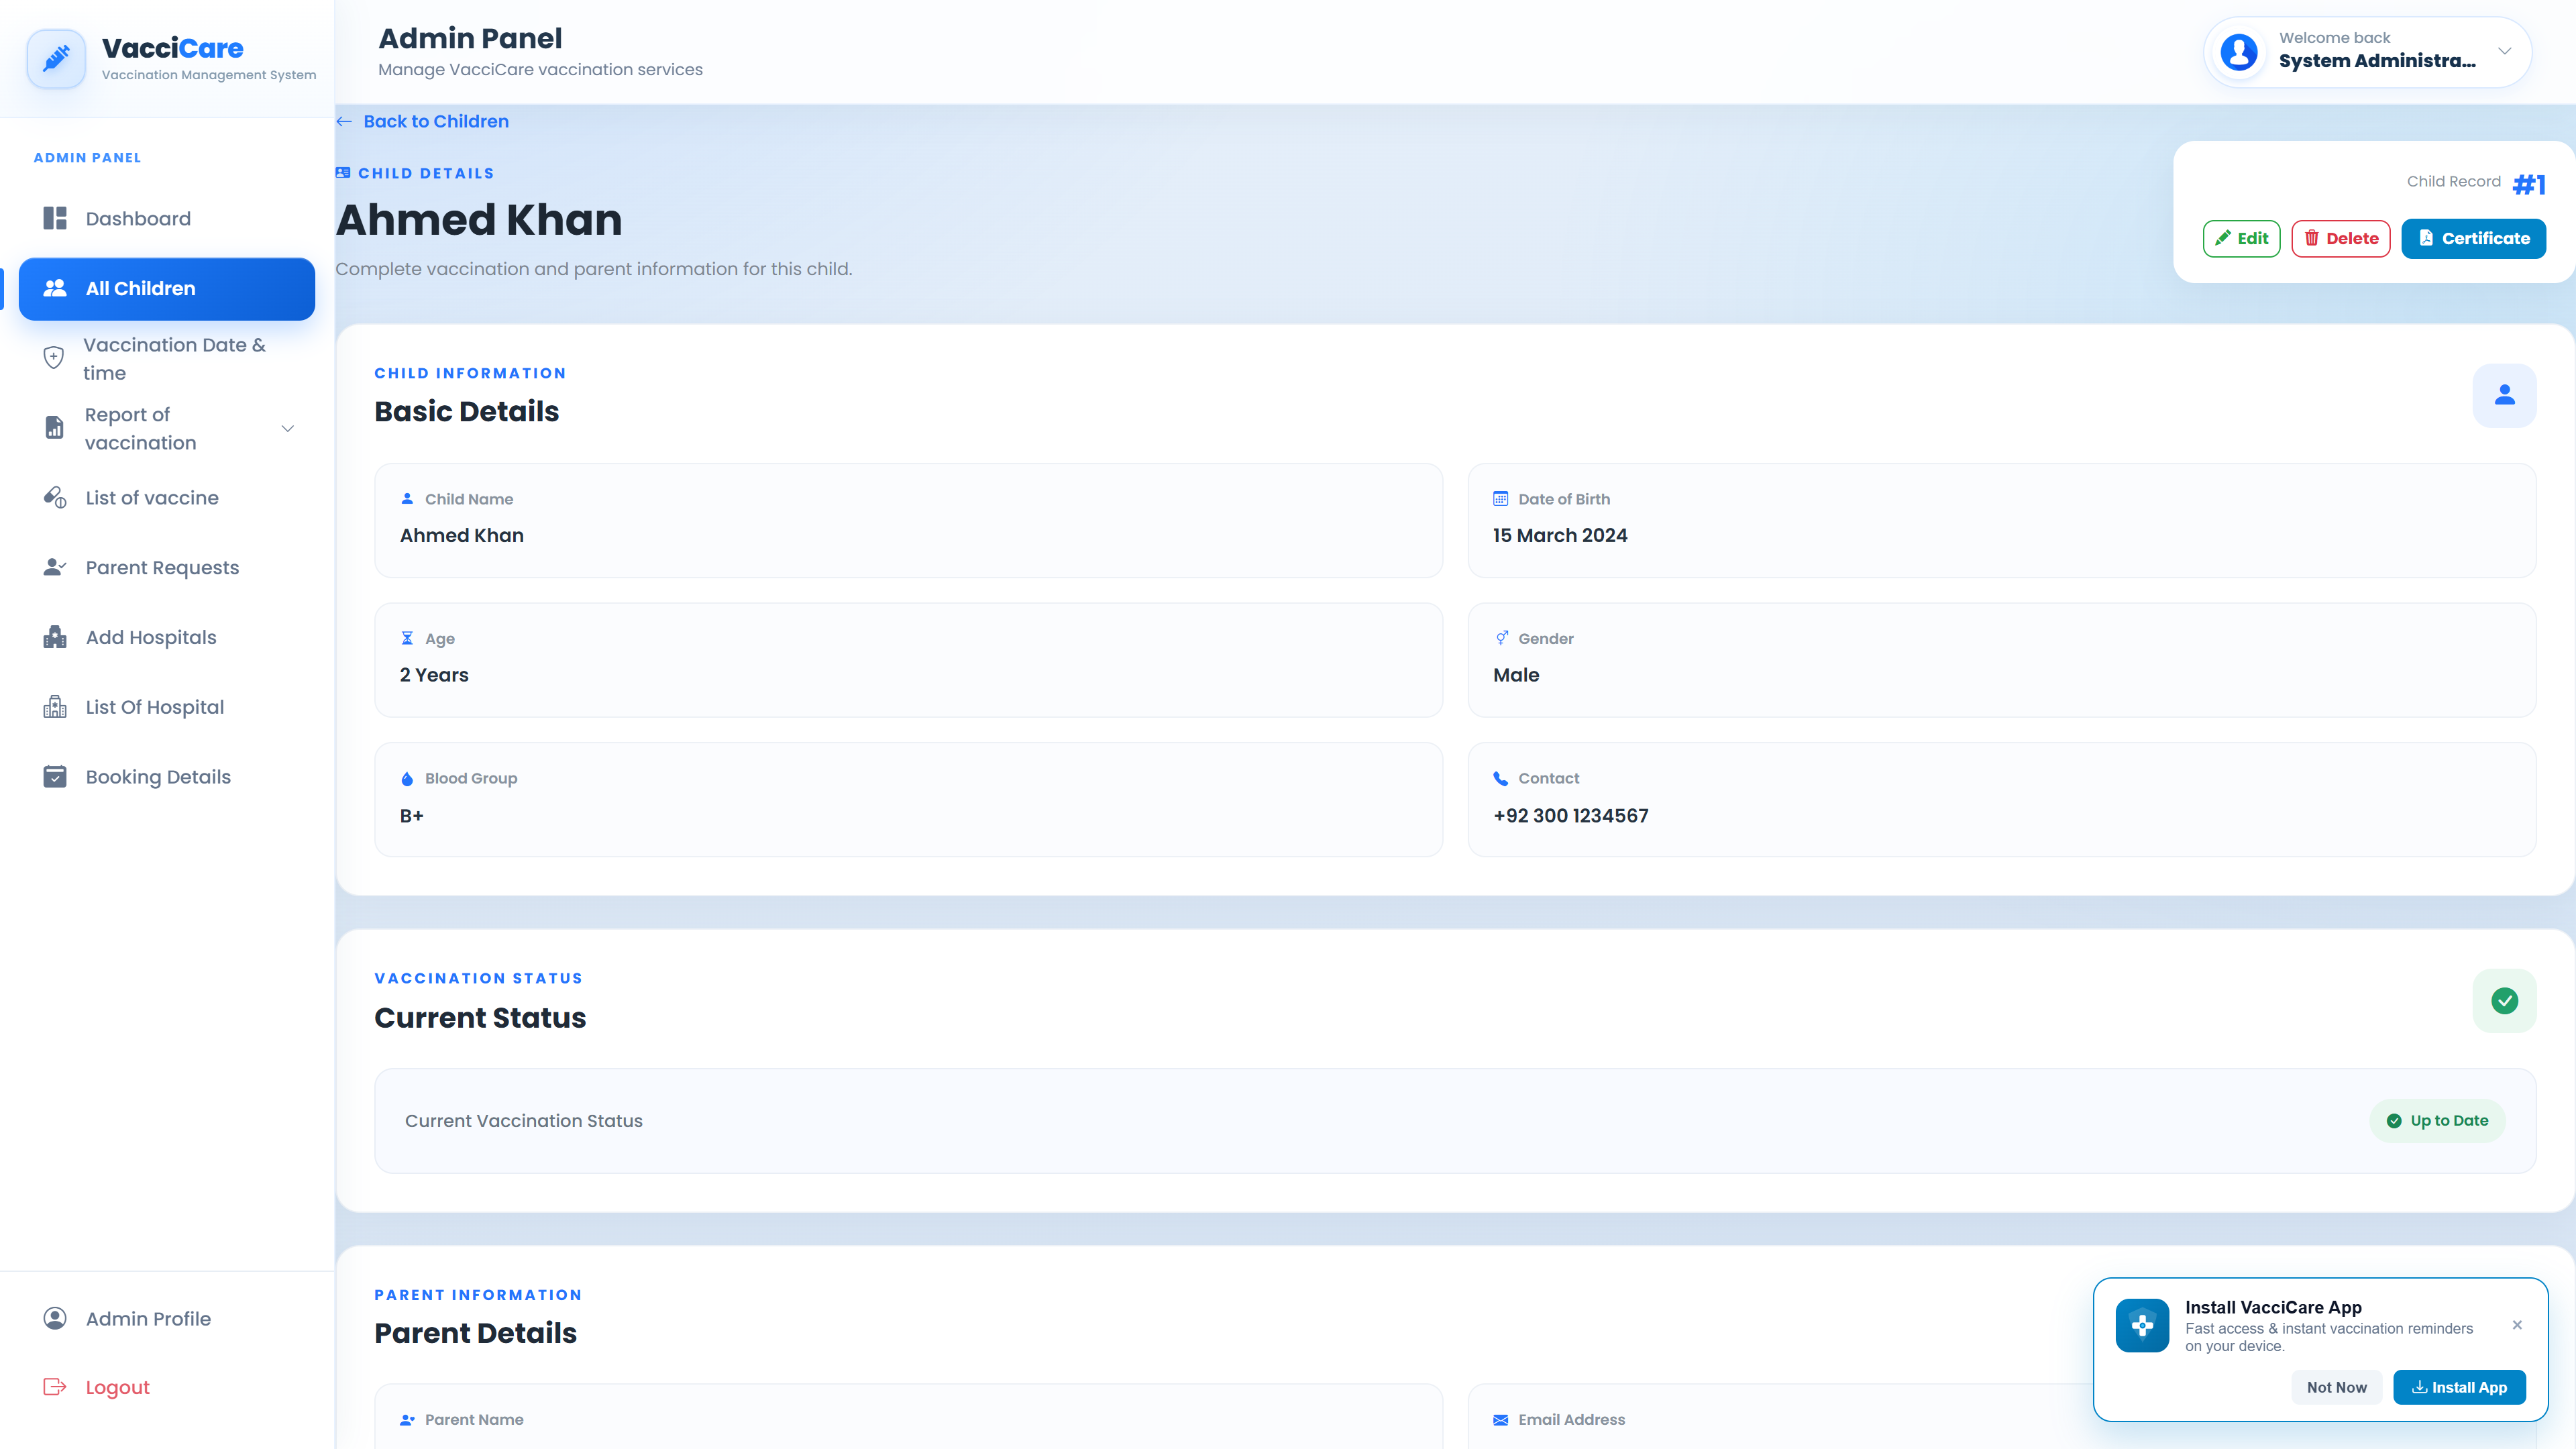 VacciCare
Vaccination Management System
ADMIN PANEL
Dashboard
All Children
Vaccination Date &
time
Report of
vaccination
List of vaccine
Parent Requests
Add Hospitals
List Of Hospital
Booking Details
Admin Profile
Logout
Admin Panel
Manage VacciCare vaccination services
Welcome back
System Administra...
Back to Children
CHILD DETAILS
Ahmed Khan
Complete vaccination and parent information for this child.
Child Record #1
Edit Delete Certificate
CHILD INFORMATION
Basic Details
Child Name
Ahmed Khan
Date of Birth
15 March 2024
Age
2 Years
Gender
Male
Blood Group
B+
Contact
+92 300 1234567
VACCINATION STATUS
Current Status
Current Vaccination Status
Up to Date
PARENT INFORMATION
Parent Details
Parent Name
Email Address
Install VacciCare App
Fast access & instant vaccination reminders
on your device.
Not Now
Install App